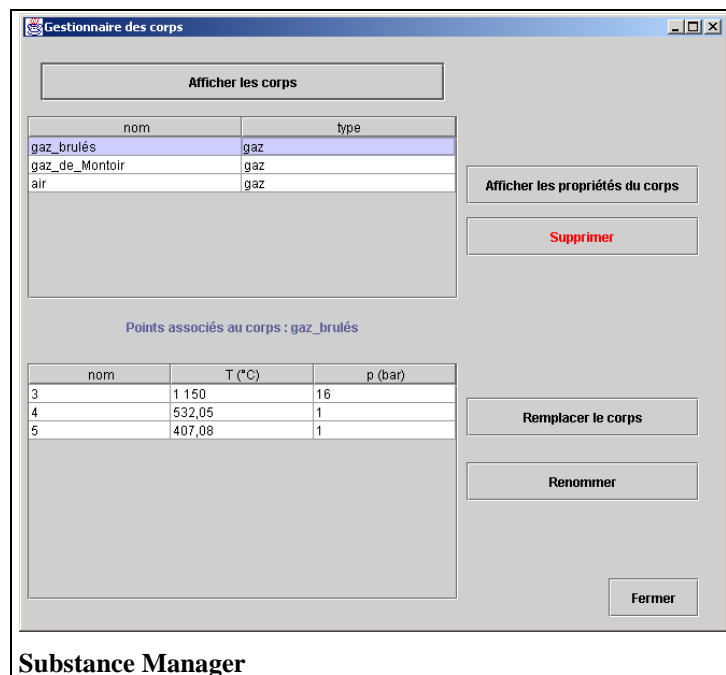 Gestionnaire des corps
Afficher les corps
nom type
gaz_brulés gaz
gaz_de_Montoir gaz
air gaz
Afficher les propriétés du corps
Supprimer
Points associés au corps : gaz_brulés
nom T (°C) p (bar)
3 1 150 16
4 532,05 1
5 407,08 1
Remplacer le corps
Renommer
Fermer
Substance Manager